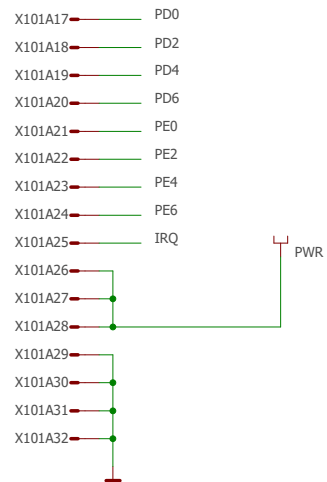 X101A17 PD0
X101A18 PD2
X101A19 PD4
X101A20 PD6
X101A21 PE0
X101A22 PE2
X101A23 PE4
X101A24 PE6
X101A25 IRQ
PWR
X101A26
X101A27
X101A28
X101A29
X101A30
X101A31
X101A32